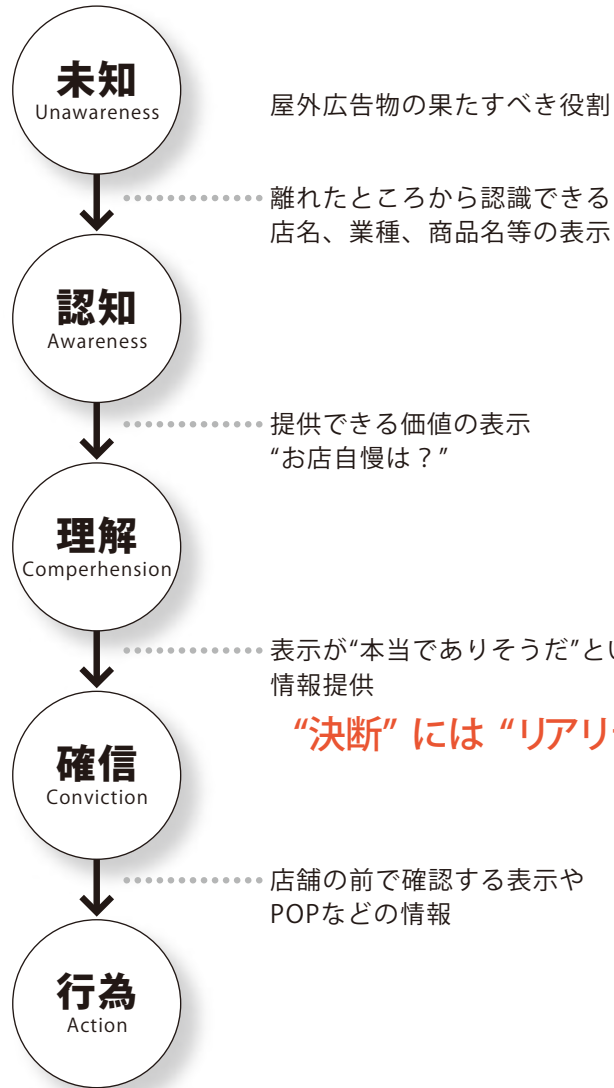 未知
Unawareness
屋外広告物の果たすべき役割
離れたところから認識できる
店名、業種、商品名等の表示
認知
Awareness
提供できる価値の表示
“お店自慢は？”
理解
Comperhension
表示が“本当でありそうだ”とい
情報提供
“決断” には “リアリ
確信
Conviction
店舗の前で確認する表示や
POPなどの情報
行為
Action